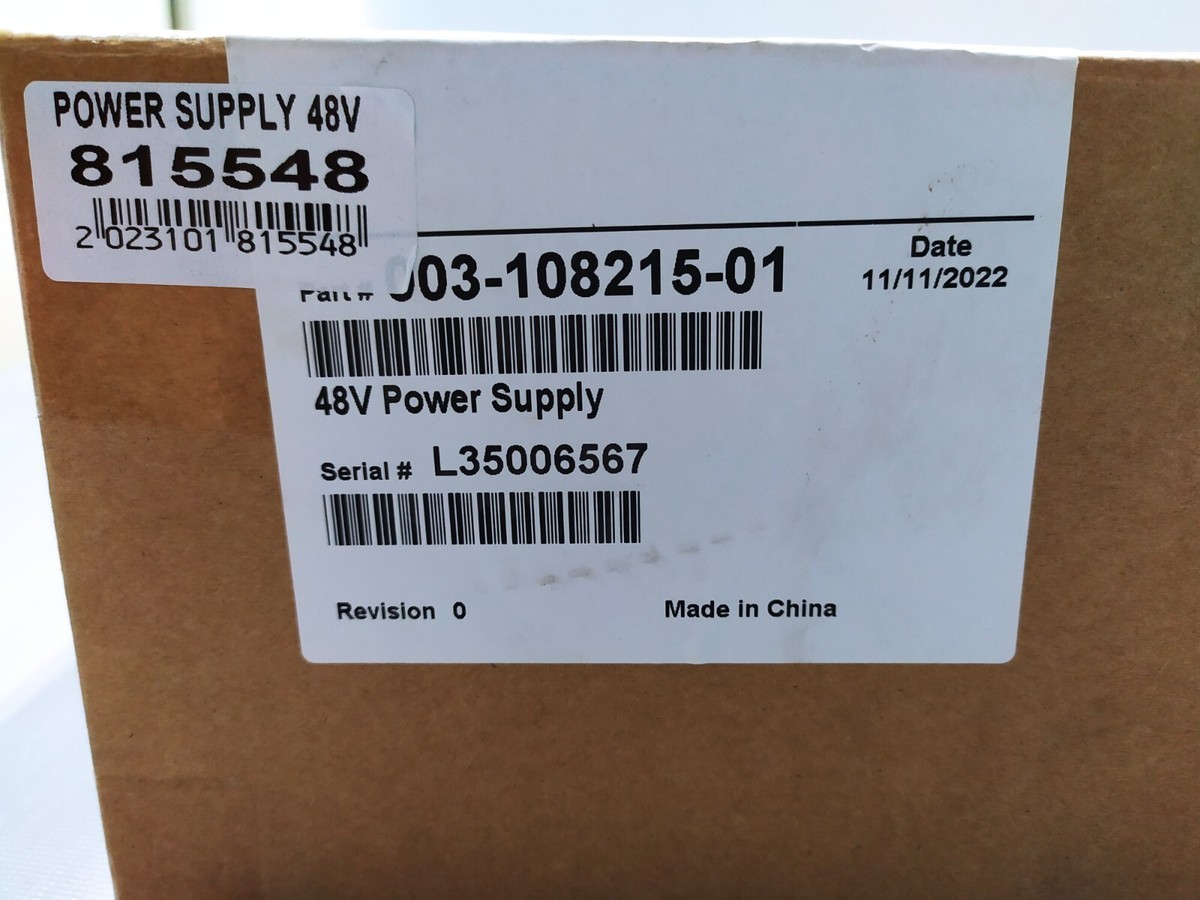 POWER SUPPLY 48V
815548
2 023101 815548
Part # 003-108215-01
Date
11/11/2022
48V Power Supply
Serial # L35006567
Revision 0
Made in China